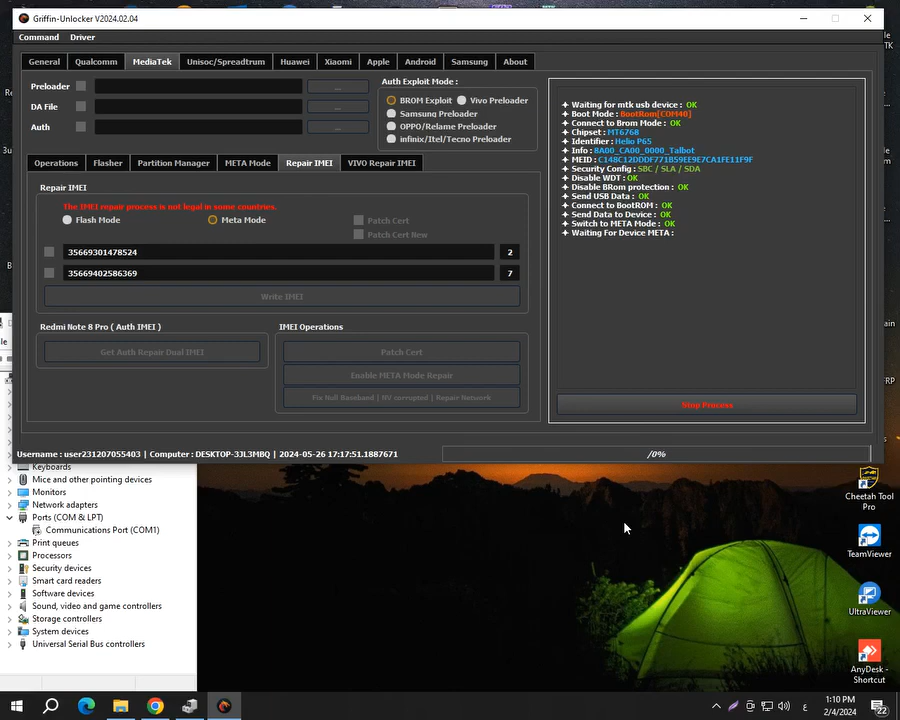 Griffin-Unlocker V2024.02.04
Command Driver
General Qualcomm MediaTek Unisoc/Spreadtrum Huawei Xiaomi Apple Android Samsung About
Preloader ...
DA File ...
Auth ...
Auth Exploit Mode :
BROM Exploit Vivo Preloader
Samsung Preloader
OPPO/Relame Preloader
infinix/Itel/Tecno Preloader
Operations Flasher Partition Manager META Mode Repair IMEI VIVO Repair IMEI
Repair IMEI
The IMEI repair process is not legal in some countries.
Flash Mode Meta Mode Patch Cert
Patch Cert New
35669301478524 2
35669402586369 7
Write IMEI
Redmi Note 8 Pro ( Auth IMEI )
Get Auth Repair Dual IMEI
IMEI Operations
Patch Cert
Enable META Mode Repair
Fix Null Baseband | NV corrupted | Repair Network
Waiting for mtk usb device : OK
Boot Mode : BootRom[COM40]
Connect to Brom Mode : OK
Chipset : MT6768
Identifier : Helio P65
Info : 8A00_CA00_0000_Talbot
MEID : C148C12DDDF771B59EE9E7CA1FE11F9F
Security Config : SBC / SLA / SDA
Disable WDT : OK
Disable BRom protection : OK
Send USB Data : OK
Connect to BootROM : OK
Send Data to Device : OK
Switch to META Mode : OK
Waiting For Device META :
Stop Process
Username : user231207055403 | Computer : DESKTOP-3JL3MBQ | 2024-05-26 17:17:51.1887671 /0%
Keyboards
Mice and other pointing devices
Monitors
Network adapters
Ports (COM & LPT)
Communications Port (COM1)
Print queues
Processors
Security devices
Smart card readers
Software devices
Sound, video and game controllers
Storage controllers
System devices
Universal Serial Bus controllers
Cheetah Tool
Pro
TeamViewer
UltraViewer
AnyDesk -
Shortcut
ع
1:10 PM
2/4/2024
22